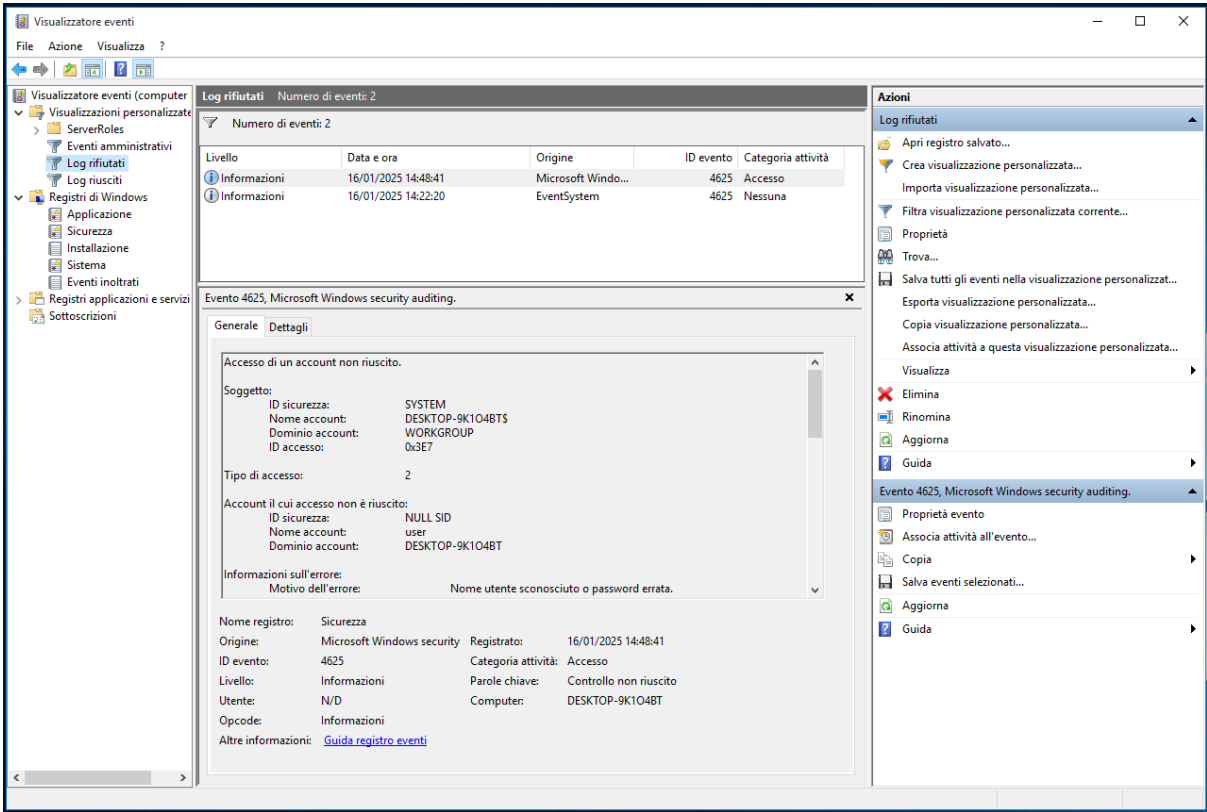 Visualizzatore eventi
File Azione Visualizza ?
Visualizzatore eventi (computer
Visualizzazioni personalizzate
ServerRoles
Eventi amministrativi
Log rifiutati
Log riusciti
Registri di Windows
Applicazione
Sicurezza
Installazione
Sistema
Eventi inoltrati
Registri applicazioni e servizi
Sottoscrizioni
Log rifiutati Numero di eventi: 2
Numero di eventi: 2
Livello Data e ora Origine ID evento Categoria attività
Informazioni 16/01/2025 14:48:41 Microsoft Windo... 4625 Accesso
Informazioni 16/01/2025 14:22:20 EventSystem 4625 Nessuna
Evento 4625, Microsoft Windows security auditing.
Generale Dettagli
Accesso di un account non riuscito.
Soggetto:
ID sicurezza: SYSTEM
Nome account: DESKTOP-9K1O4BT$
Dominio account: WORKGROUP
ID accesso: 0x3E7
Tipo di accesso: 2
Account il cui accesso non è riuscito:
ID sicurezza: NULL SID
Nome account: user
Dominio account: DESKTOP-9K1O4BT
Informazioni sull'errore:
Motivo dell'errore: Nome utente sconosciuto o password errata.
Nome registro: Sicurezza
Origine: Microsoft Windows security Registrato: 16/01/2025 14:48:41
ID evento: 4625 Categoria attività: Accesso
Livello: Informazioni Parole chiave: Controllo non riuscito
Utente: N/D Computer: DESKTOP-9K1O4BT
Opcode: Informazioni
Altre informazioni: Guida registro eventi
Azioni
Log rifiutati
Apri registro salvato...
Crea visualizzazione personalizzata...
Importa visualizzazione personalizzata...
Filtra visualizzazione personalizzata corrente...
Proprietà
Trova...
Salva tutti gli eventi nella visualizzazione personalizzat...
Esporta visualizzazione personalizzata...
Copia visualizzazione personalizzata...
Associa attività a questa visualizzazione personalizzata...
Visualizza
Elimina
Rinomina
Aggiorna
Guida
Evento 4625, Microsoft Windows security auditing.
Proprietà evento
Associa attività all'evento...
Copia
Salva eventi selezionati...
Aggiorna
Guida